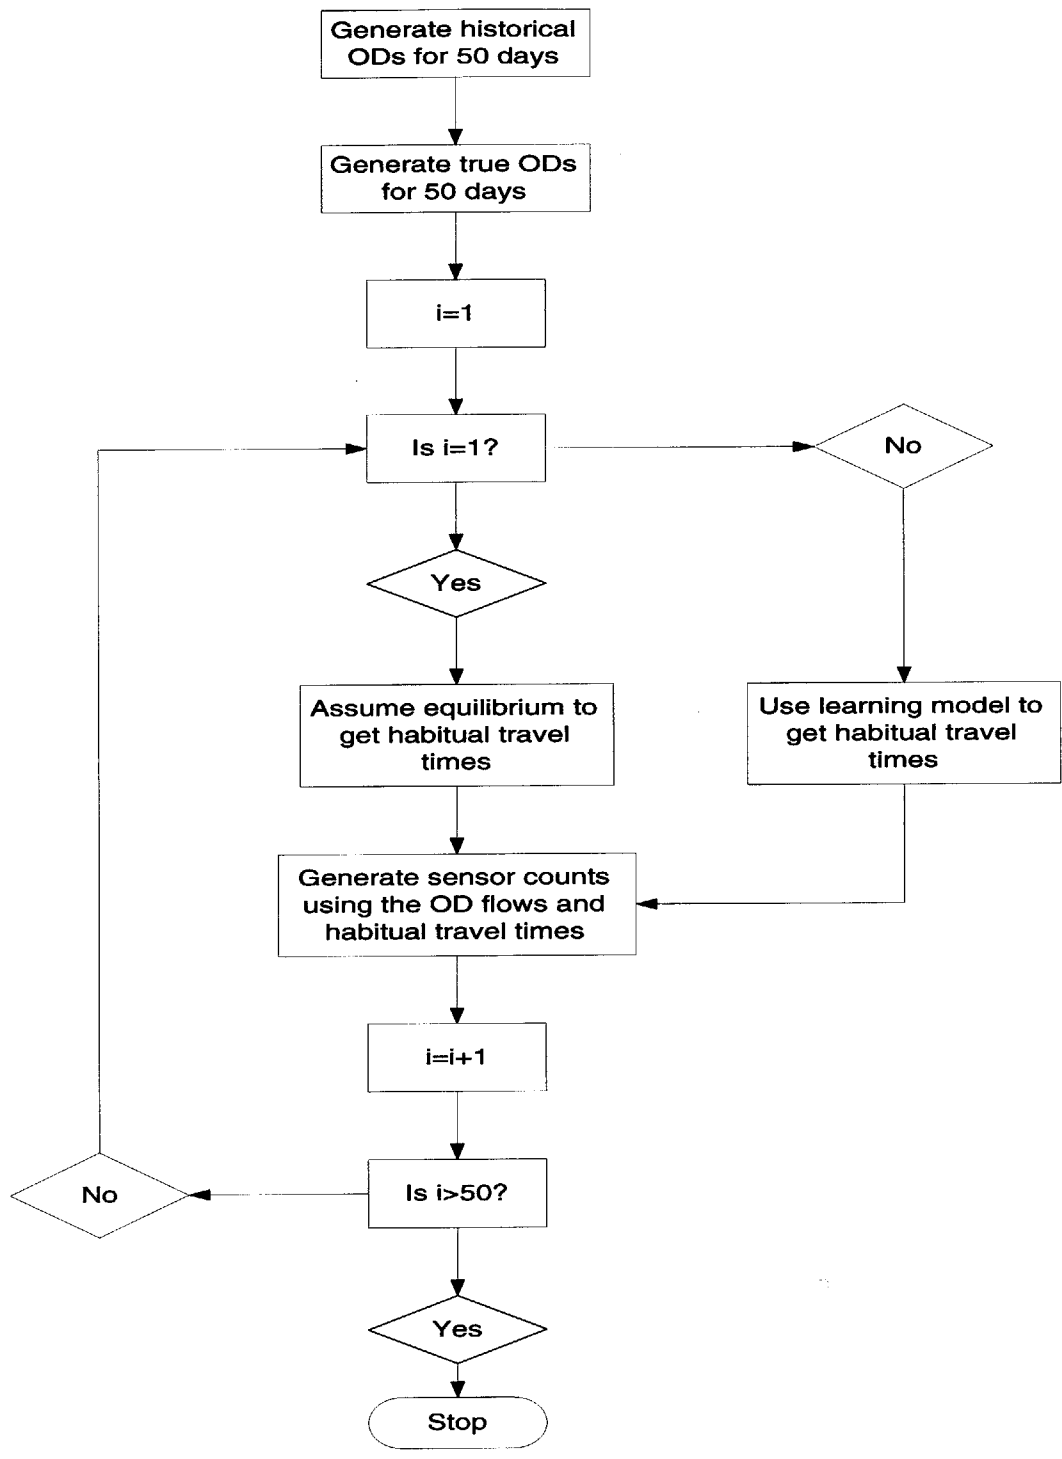 Generate historical
ODs for 50 days
Generate true ODs
for 50 days
i=1
Is i=1?
No
Yes
Assume equilibrium to
get habitual travel
times
Use learning model to
get habitual travel
times
Generate sensor counts
using the OD flows and
habitual travel times
i=i+1
Is i>50?
No
Yes
Stop